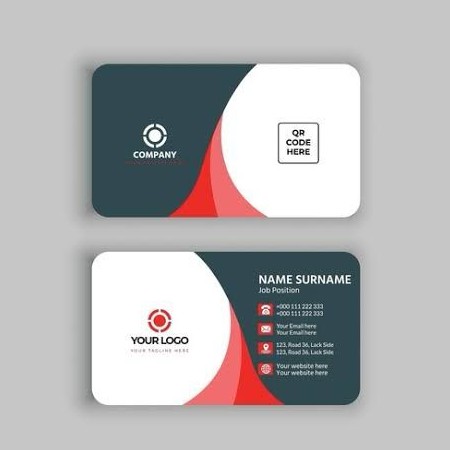 COMPANY
QR
CODE
HERE
NAME SURNAME
Job Position
+000 111 222 333
+000 111 222 333
Your Email here
Your Email here
123, Road 36, Lack Side
123, Road 36, Lack Side
Your website here
Your website here
YOUR LOGO
YOUR TAGLINE HERE